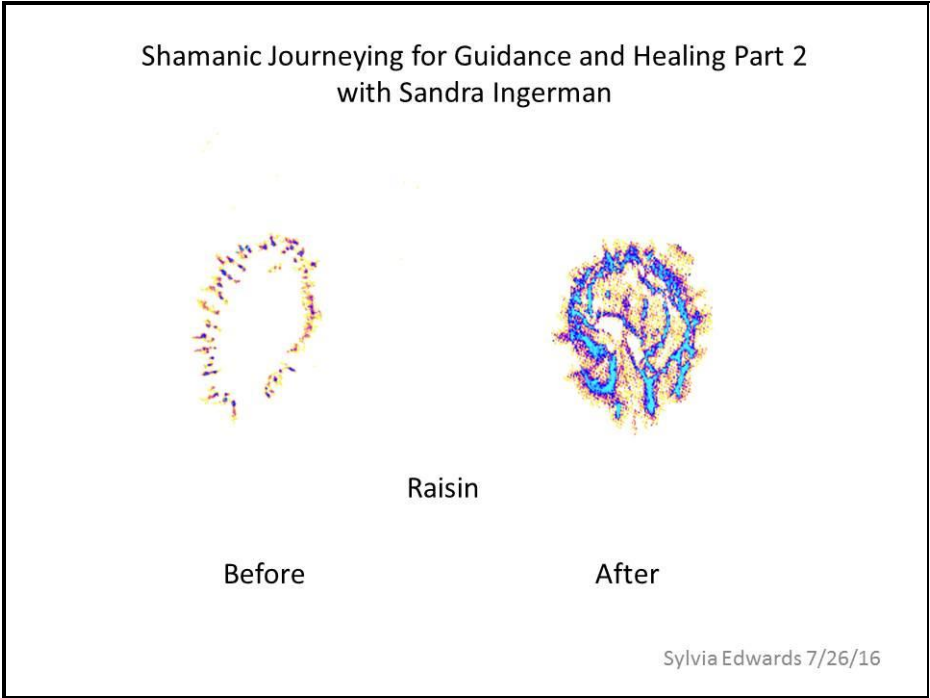 Shamanic Journeying for Guidance and Healing Part 2
with Sandra Ingerman
Raisin
Before
After
Sylvia Edwards 7/26/16